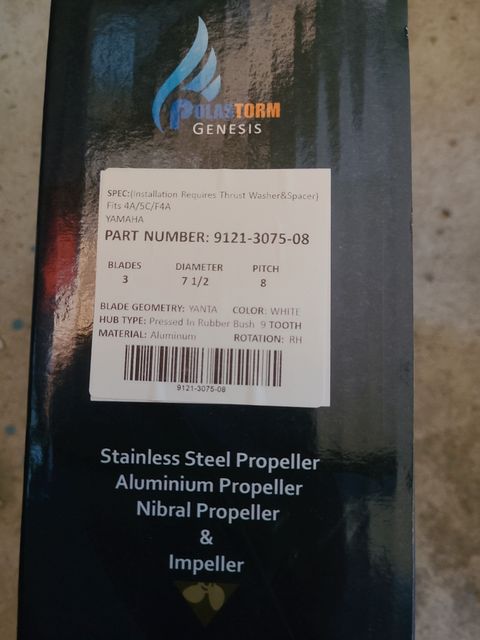 POLASTORM
GENESIS
SPEC:(Installation Requires Thrust Washer&Spacer)
Fits 4A/5C/F4A
YAMAHA
PART NUMBER: 9121-3075-08
BLADES DIAMETER PITCH
3 7 1/2 8
BLADE GEOMETRY: YANTA COLOR: WHITE
HUB TYPE: Pressed In Rubber Bush 9 TOOTH
MATERIAL: Aluminum ROTATION: RH
9121-3075-08
Stainless Steel Propeller
Aluminium Propeller
Nibral Propeller
&
Impeller